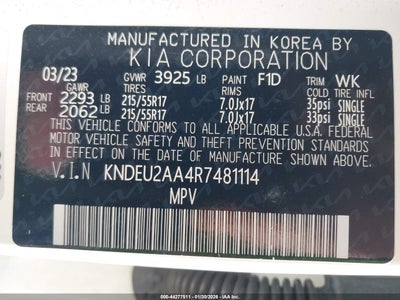 MANUFACTURED IN KOREA BY
KIA CORPORATION
03/23 GVWR 3925 LB PAINT F1D TRIM WK
GAWR TIRES RIMS COLD TIRE INFL
FRONT 2293 LB 215/55R17 7.0Jx17 35psi SINGLE
REAR 2062 LB 215/55R17 7.0Jx17 33psi SINGLE
THIS VEHICLE CONFORMS TO ALL APPLICABLE U.S.A. FEDERAL
MOTOR VEHICLE SAFETY, BUMPER, AND THEFT PREVENTION STANDARDS
IN EFFECT ON THE DATE OF MANUFACTURE SHOWN ABOVE.
V.I.N KNDEU2AA4R7481114
MPV
000-44277511 - 01/20/2026 - IAA Inc.